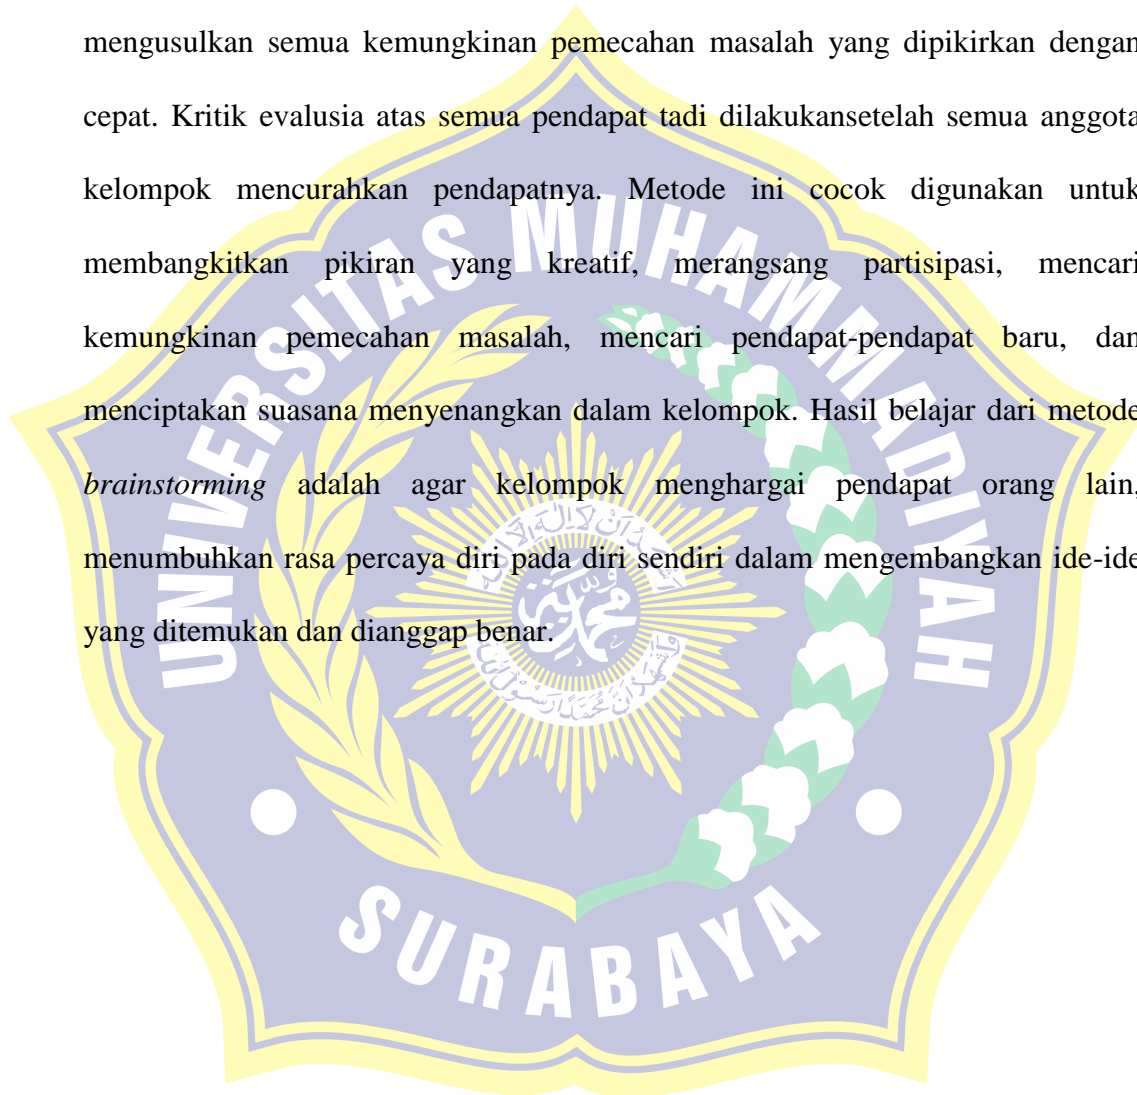 mengusulkan semua kemungkinan pemecahan masalah yang dipikirkan dengan
cepat. Kritik evalusia atas semua pendapat tadi dilakukansetelah semua anggota
kelompok mencurahkan pendapatnya. Metode ini cocok digunakan untuk
membangkitkan pikiran yang kreatif, merangsang partisipasi, mencari
kemungkinan pemecahan masalah, mencari pendapat-pendapat baru, dan
menciptakan suasana menyenangkan dalam kelompok. Hasil belajar dari metode
brainstorming adalah agar kelompok menghargai pendapat orang lain,
menumbuhkan rasa percaya diri pada diri sendiri dalam mengembangkan ide-ide
yang ditemukan dan dianggap benar.
UNIVERSITAS MUHAMMADIYAH
SURABAYA